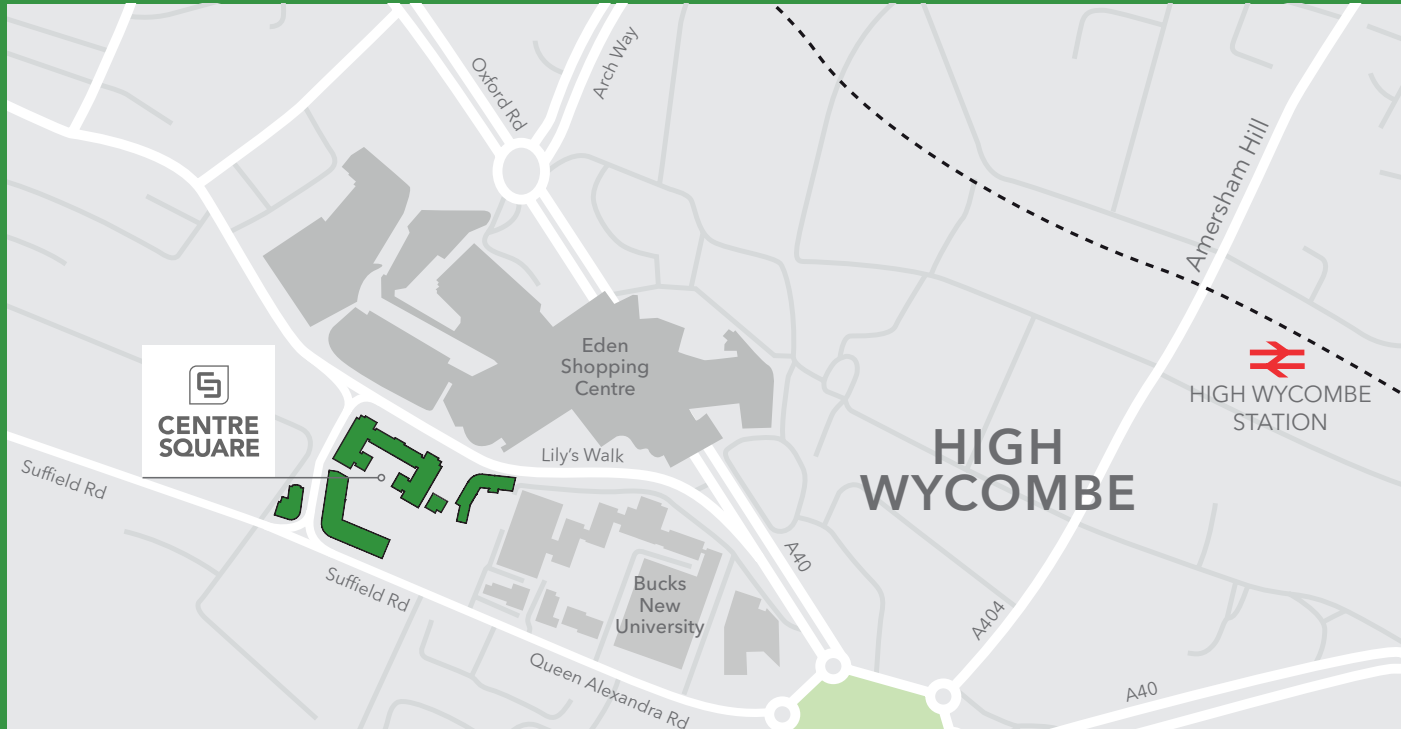 Oxford Rd
Arch Way
Amersham Hill
Eden
Shopping
Centre
HIGH WYCOMBE
STATION
CENTRE
SQUARE
HIGH
WYCOMBE
Lily's Walk
Suffield Rd
A40
Suffield Rd
Bucks
New
University
A404
Queen Alexandra Rd
A40